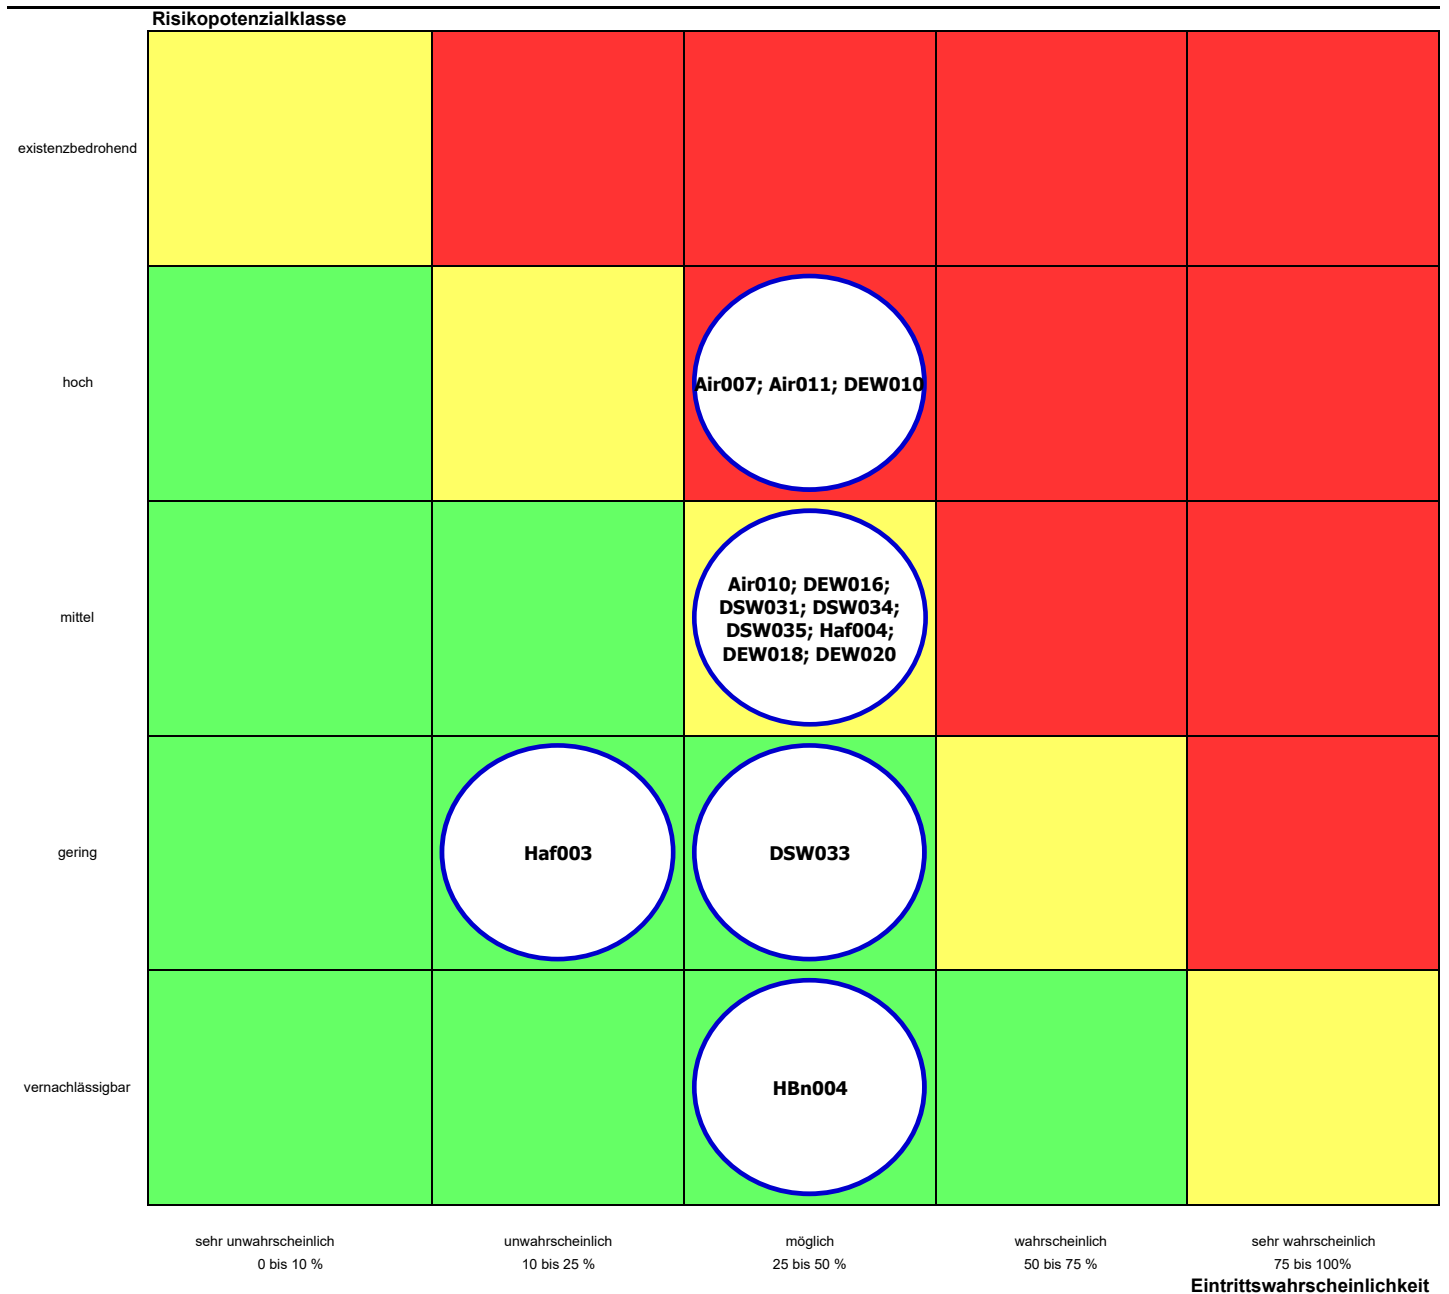 Risikopotenzialklasse
existenzbedrohend
hoch
Air007; Air011; DEW010
mittel
Air010; DEW016;
DSW031; DSW034;
DSW035; Haf004;
DEW018; DEW020
gering
Haf003
DSW033
vernachlässigbar
HBn004
sehr unwahrscheinlich
0 bis 10 %
unwahrscheinlich
10 bis 25 %
möglich
25 bis 50 %
wahrscheinlich
50 bis 75 %
sehr wahrscheinlich
75 bis 100%
Eintrittswahrscheinlichkeit